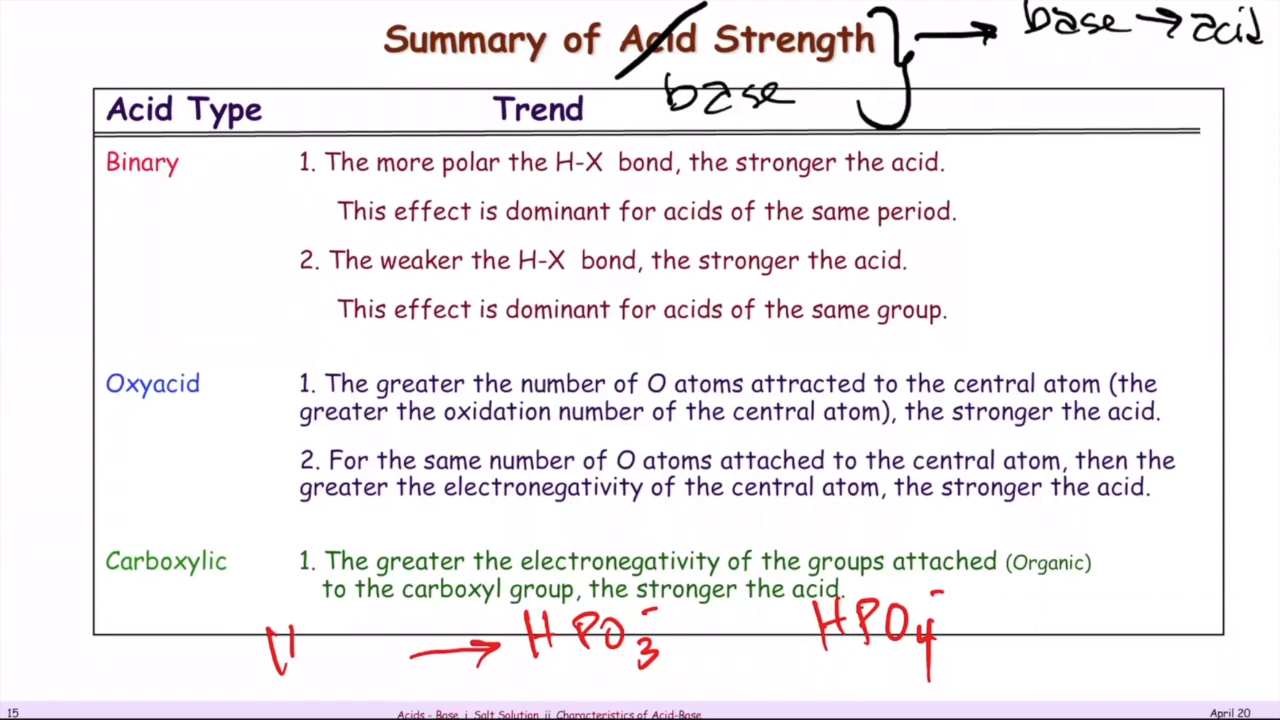 Summary of Acid Strength
base → acid
base
Acid Type Trend
Binary 1. The more polar the H-X bond, the stronger the acid.
This effect is dominant for acids of the same period.
2. The weaker the H-X bond, the stronger the acid.
This effect is dominant for acids of the same group.
Oxyacid 1. The greater the number of O atoms attracted to the central atom (the
greater the oxidation number of the central atom), the stronger the acid.
2. For the same number of O atoms attached to the central atom, then the
greater the electronegativity of the central atom, the stronger the acid.
Carboxylic 1. The greater the electronegativity of the groups attached (Organic)
to the carboxyl group, the stronger the acid.
→ HPO₃⁻ HPO₄⁻
15 Acids - Base i Salt Solution ii Characteristics of Acid-Base April 20